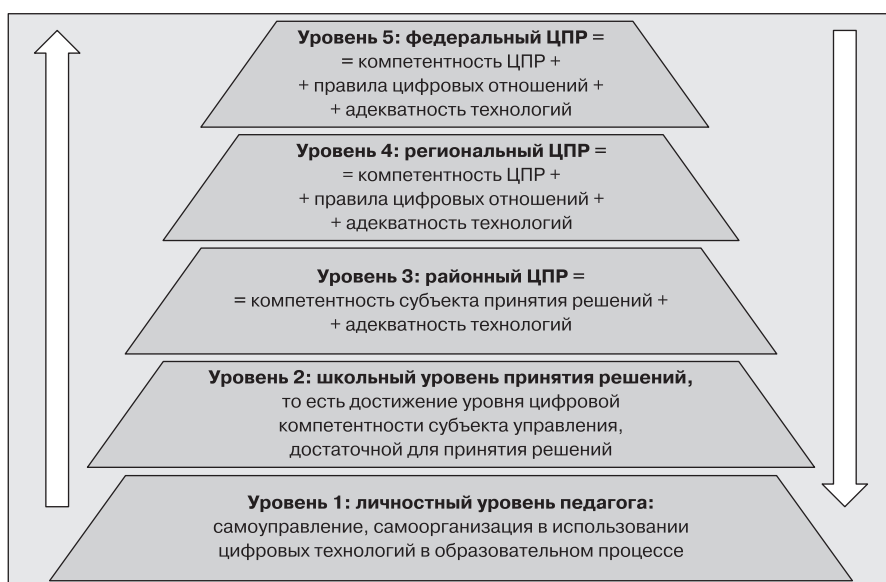 Уровень 5: федеральный ЦПР =
= компетентность ЦПР +
+ правила цифровых отношений +
+ адекватность технологий
Уровень 4: региональный ЦПР =
= компетентность ЦПР +
+ правила цифровых отношений +
+ адекватность технологий
Уровень 3: районный ЦПР =
= компетентность субъекта принятия решений +
+ адекватность технологий
Уровень 2: школьный уровень принятия решений,
то есть достижение уровня цифровой
компетентности субъекта управления,
достаточной для принятия решений
Уровень 1: личностный уровень педагога:
самоуправление, самоорганизация в использовании
цифровых технологий в образовательном процессе